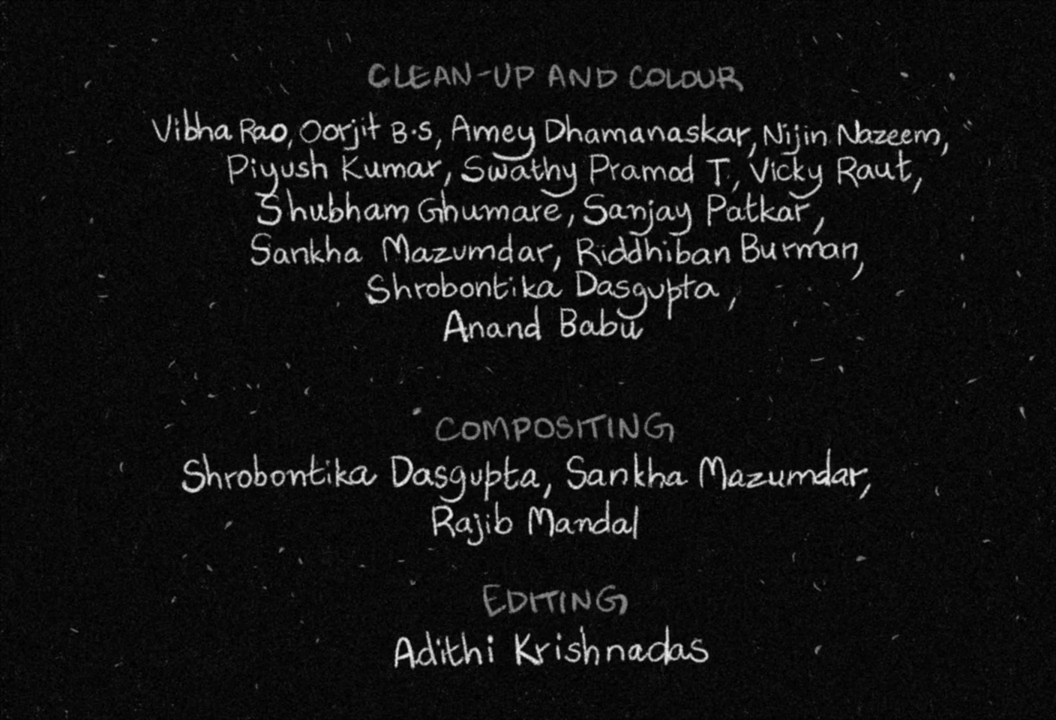 CLEAN-UP AND COLOUR
Vibha Rao, Oorjit B.S, Amey Dhamanaskar, Nijin Nazeem,
Piyush Kumar, Swathy Pramod T, Vicky Raut,
Shubham Ghumare, Sanjay Patkar,
Sankha Mazumdar, Riddhiban Burman,
Shrobontika Dasgupta,
Anand Babu
COMPOSITING
Shrobontika Dasgupta, Sankha Mazumdar,
Rajib Mandal
EDITING
Adithi Krishnadas